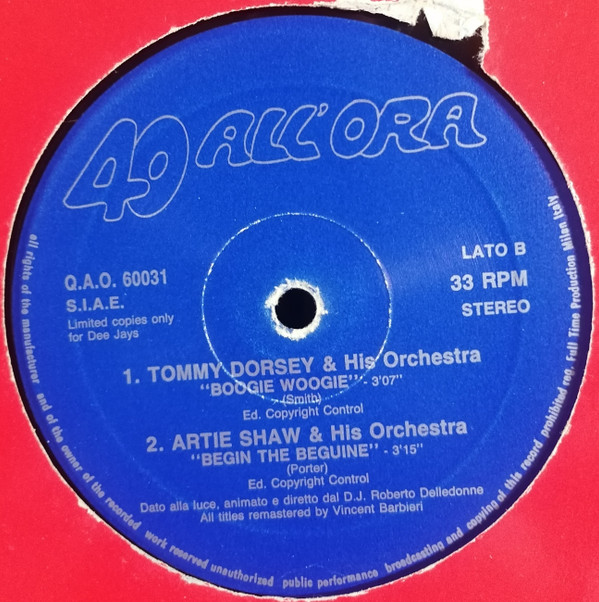 40 ALL'ORA
LATO B
Q.A.O. 60031
33 RPM
S.I.A.E.
STEREO
Limited copies only
for Dee Jays
1. TOMMY DORSEY & His Orchestra
"BOOGIE WOOGIE" - 3'07"
(Smith)
Ed. Copyright Control
2. ARTIE SHAW & His Orchestra
"BEGIN THE BEGUINE" - 3'15"
(Porter)
Ed. Copyright Control
Dato alla luce, animato e diretto dal D.J. Roberto Delledonne
All titles remastered by Vincent Barbieri
all rights of the manufacturer and of the owner of the recorded work reserved unauthorized public performance broadcasting and copying of this record prohibited reg. Full Time Production Milan Italy